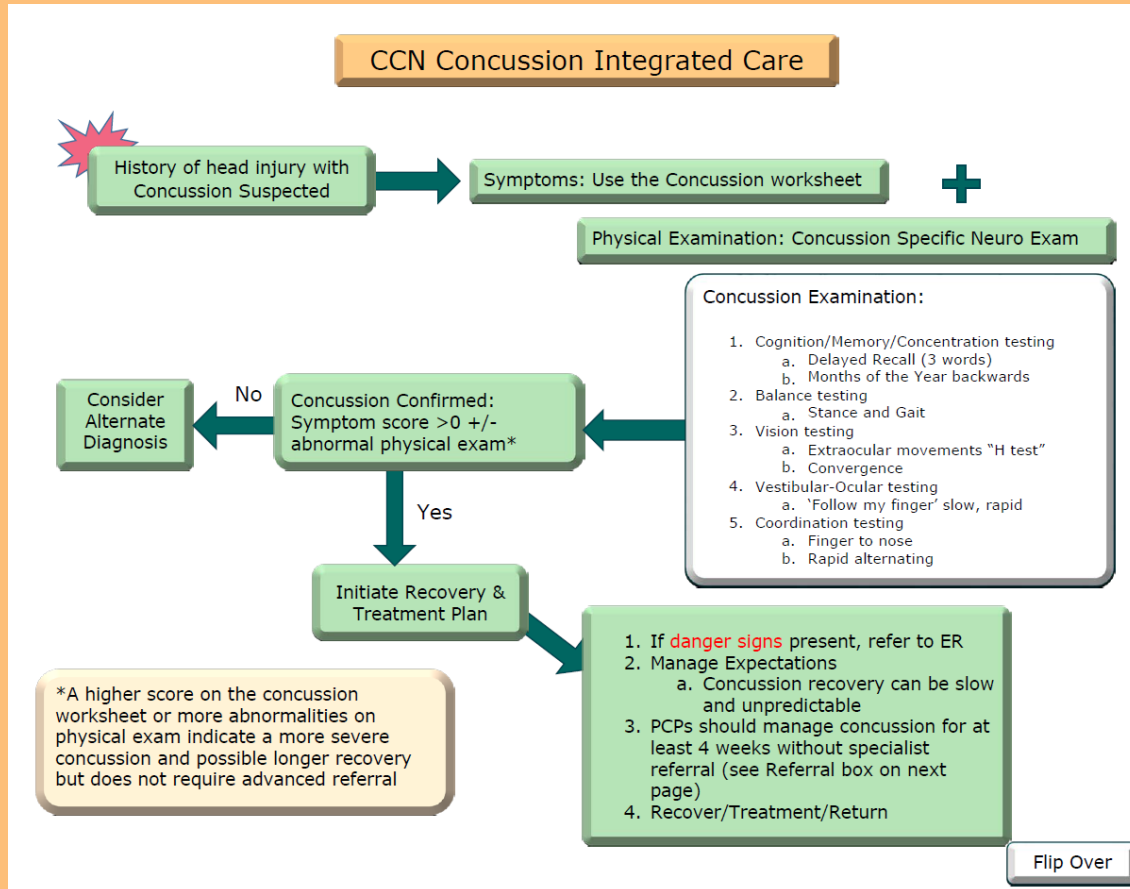 CCN Concussion Integrated Care
History of head injury with
Concussion Suspected
Symptoms: Use the Concussion worksheet
Physical Examination: Concussion Specific Neuro Exam
Concussion Examination:
1. Cognition/Memory/Concentration testing
a. Delayed Recall (3 words)
b. Months of the Year backwards
2. Balance testing
a. Stance and Gait
3. Vision testing
a. Extraocular movements “H test”
b. Convergence
4. Vestibular-Ocular testing
a. ‘Follow my finger’ slow, rapid
5. Coordination testing
a. Finger to nose
b. Rapid alternating
Concussion Confirmed:
Symptom score >0 +/-
abnormal physical exam*
No
Consider
Alternate
Diagnosis
Yes
Initiate Recovery &
Treatment Plan
1. If danger signs present, refer to ER
2. Manage Expectations
a. Concussion recovery can be slow
and unpredictable
3. PCPs should manage concussion for at
least 4 weeks without specialist
referral (see Referral box on next
page)
4. Recover/Treatment/Return
*A higher score on the concussion
worksheet or more abnormalities on
physical exam indicate a more severe
concussion and possible longer recovery
but does not require advanced referral
Flip Over